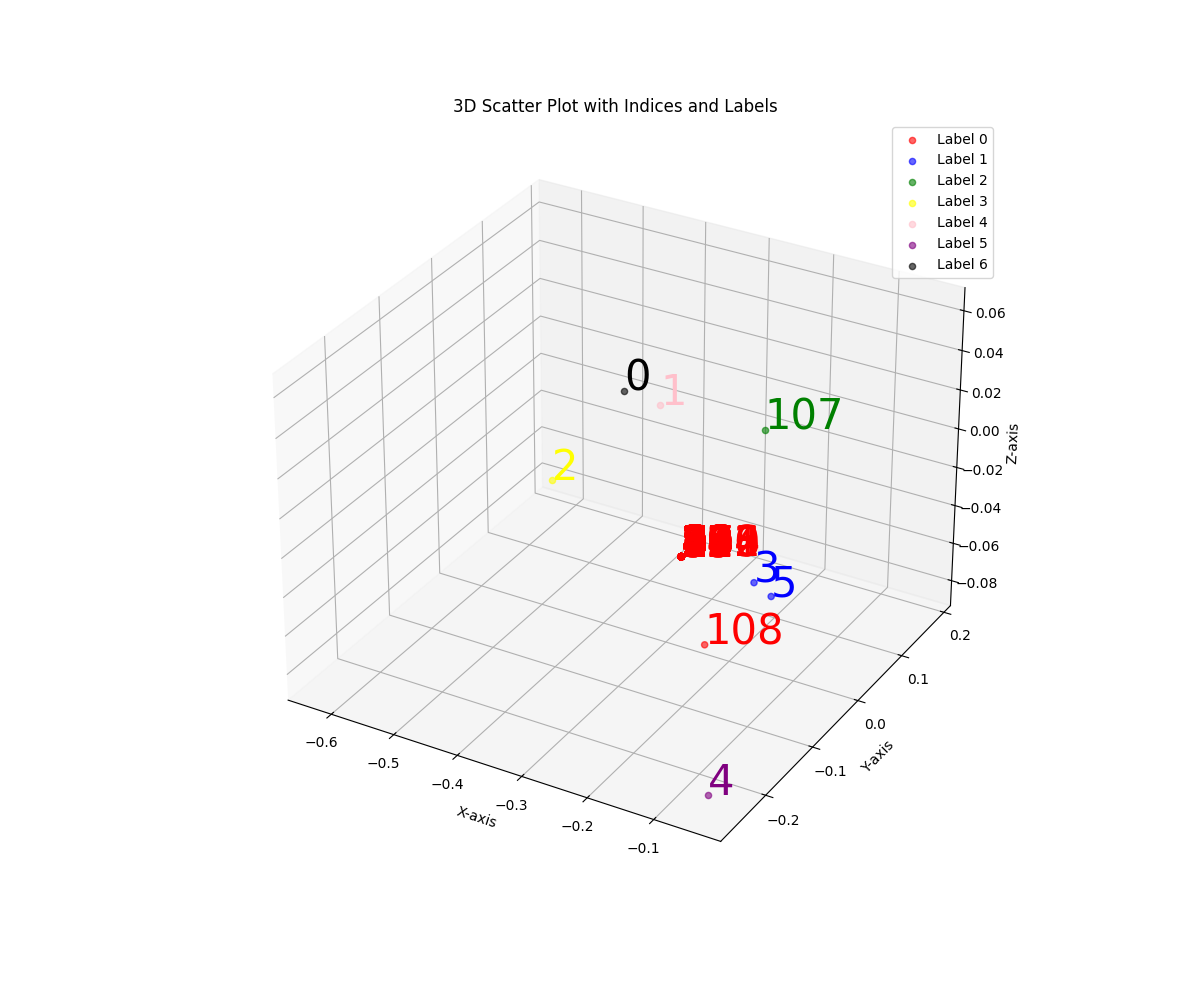 3D Scatter Plot with Indices and Labels
Label 0
Label 1
Label 2
Label 3
Label 4
Label 5
Label 6
0.06
0.04
0.02
0.00
−0.02
−0.04
−0.06
−0.08
Z-axis
0
1
107
2
3
5
108
4
0.2
0.1
0.0
−0.1
−0.2
Y-axis
−0.6
−0.5
−0.4
−0.3
−0.2
−0.1
X-axis